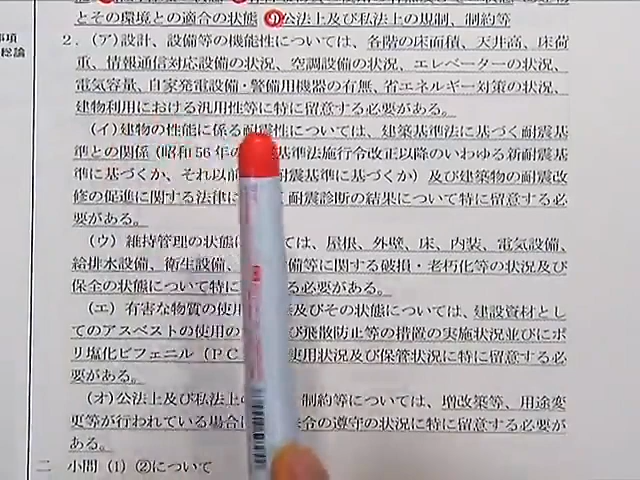 とその環境との適合の状態 ⑨公法上及び私法上の規制、制約等
事項
総論
２．(ア)設計、設備等の機能性については、各階の床面積、天井高、床荷
重、情報通信対応設備の状況、空調設備の状況、エレベーターの状況、
電気容量、自家発電設備・警備用機器の有無、省エネルギー対策の状況、
建物利用における汎用性等に特に留意する必要がある。
(イ)建物の性能に係る耐震性については、建築基準法に基づく耐震基
準との関係（昭和56年の 基準法施行令改正以降のいわゆる新耐震基
準に基づくか、それ以前 耐震基準に基づくか）及び建築物の耐震改
修の促進に関する法律に 耐震診断の結果について特に留意する必
要がある。
(ウ) 維持管理の状態に ては、屋根、外壁、床、内装、電気設備、
給排水設備、衛生設備、 備等に関する破損・老朽化等の状況及び
保全の状態について特に る必要がある。
(エ) 有害な物質の使用 及びその状態については、建設資材とし
てのアスベストの使用の 及び飛散防止等の措置の実施状況並びにポ
リ塩化ビフェニル（ＰＣ 使用状況及び保管状況に特に留意する必
要がある。
(オ)公法上及び私法上の 制約等については、増改築等、用途変
更等が行われている場合 法令の遵守の状況に特に留意する必要が
ある。
二 小問（1）②について